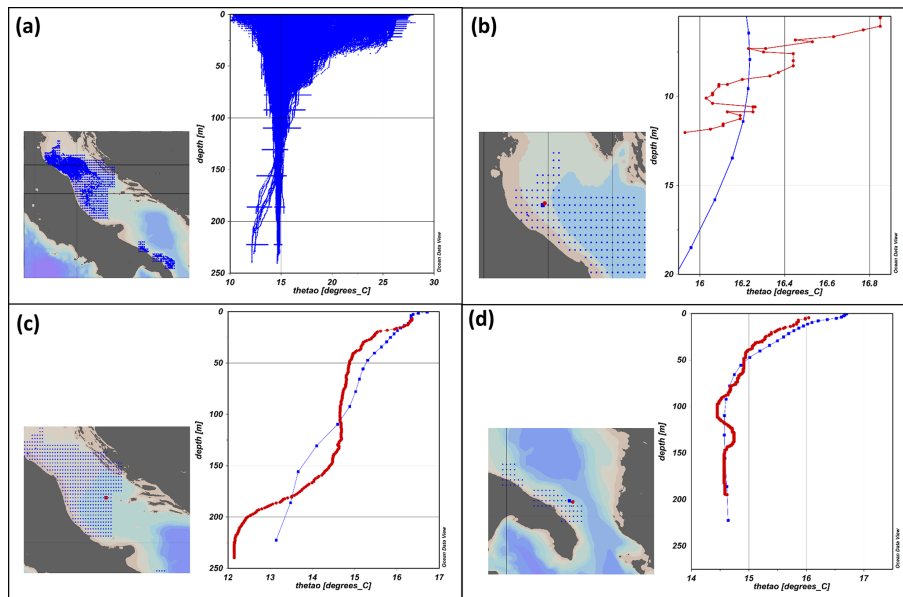 (a)
0
50
100
150
200
250
depth [m]
10
15
20
25
30
thetao [degrees_C]
Ocean Data View
(b)
10
15
20
depth [m]
16
16.2
16.4
16.6
16.8
thetao [degrees_C]
Ocean Data View
(c)
0
50
100
150
200
250
depth [m]
12
13
14
15
16
17
thetao [degrees_C]
Ocean Data View
(d)
0
50
100
150
200
250
depth [m]
14
15
16
17
thetao [degrees_C]
Ocean Data View